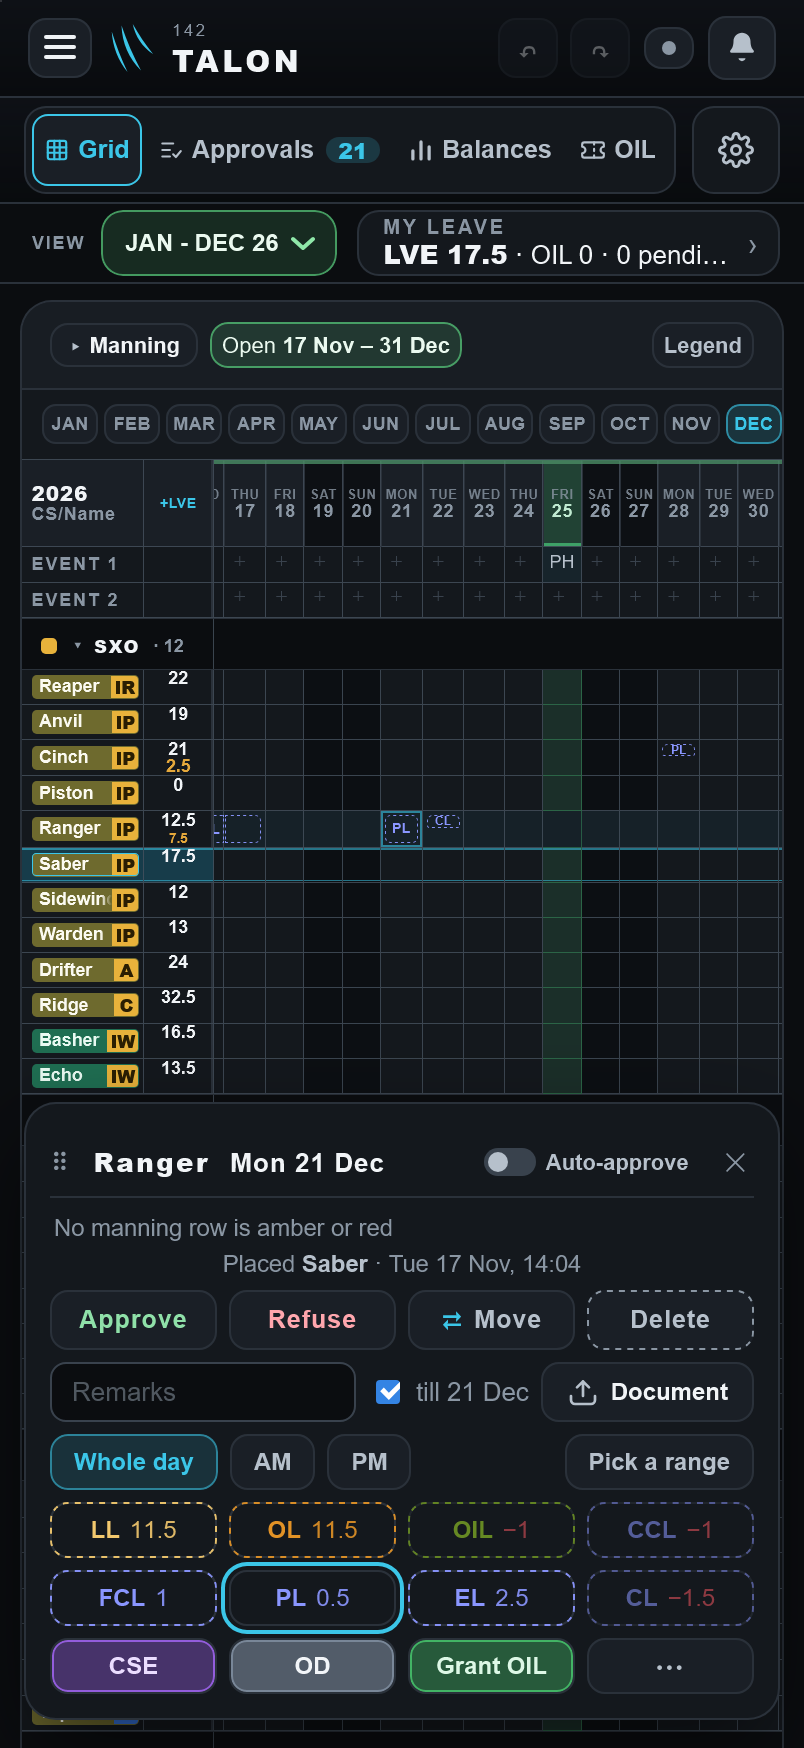 142
TALON
Grid
Approvals 21
Balances
OIL
VIEW
JAN - DEC 26
MY LEAVE
LVE 17.5 · OIL 0 · 0 pendi...
Manning
Open 17 Nov – 31 Dec
Legend
JAN FEB MAR APR MAY JUN JUL AUG SEP OCT NOV DEC
2026
CS/Name
+LVE
THU 17
FRI 18
SAT 19
SUN 20
MON 21
TUE 22
WED 23
THU 24
FRI 25
SAT 26
SUN 27
MON 28
TUE 29
WED 30
EVENT 1 + + + + + + + + PH + + + + +
EVENT 2 + + + + + + + + + + + + + +
SXO · 12
Reaper IR 22
Anvil IP 19
Cinch IP 21 2.5 PL
Piston IP 0
Ranger IP 12.5 7.5 PL CL
Saber IP 17.5
Sidewin IP 12
Warden IP 13
Drifter A 24
Ridge C 32.5
Basher IW 16.5
Echo IW 13.5
Ranger Mon 21 Dec
Auto-approve
No manning row is amber or red
Placed Saber · Tue 17 Nov, 14:04
Approve
Refuse
Move
Delete
Remarks
till 21 Dec
Document
Whole day
AM
PM
Pick a range
LL 11.5
OL 11.5
OIL −1
CCL −1
FCL 1
PL 0.5
EL 2.5
CL −1.5
CSE
OD
Grant OIL
···